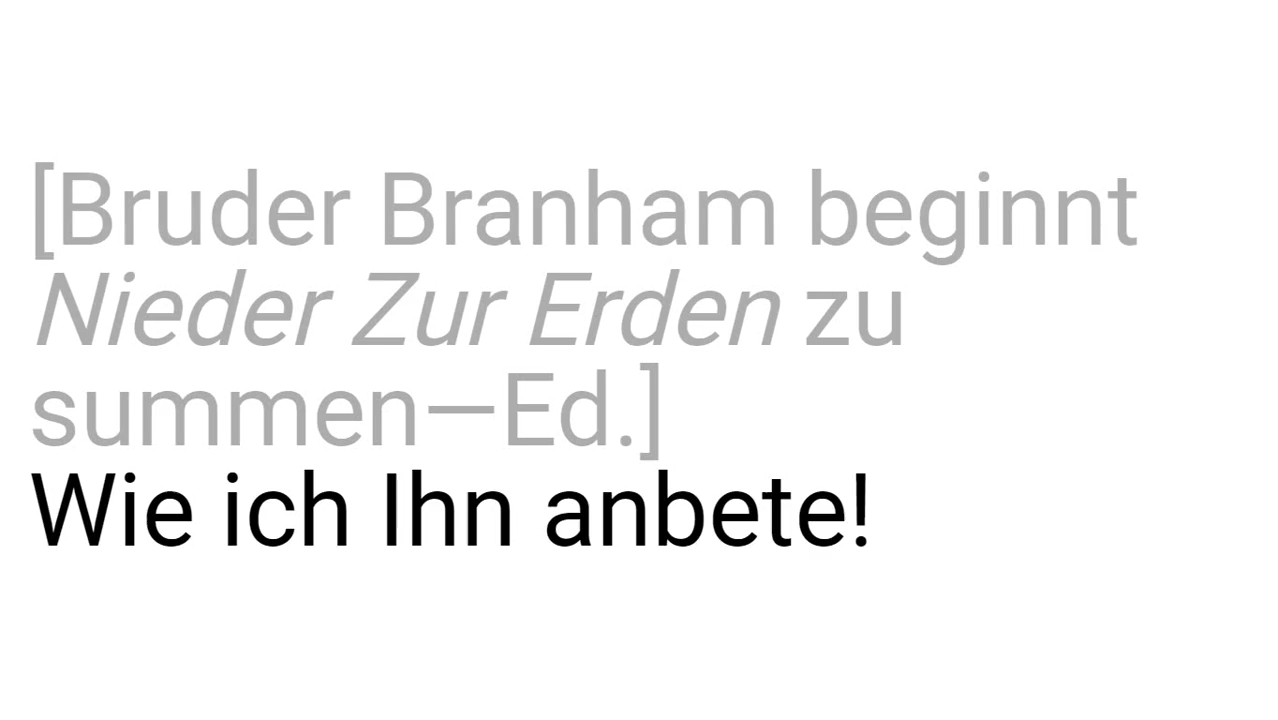 [Bruder Branham beginnt
Nieder Zur Erden zu
summen—Ed.]
Wie ich Ihn anbete!